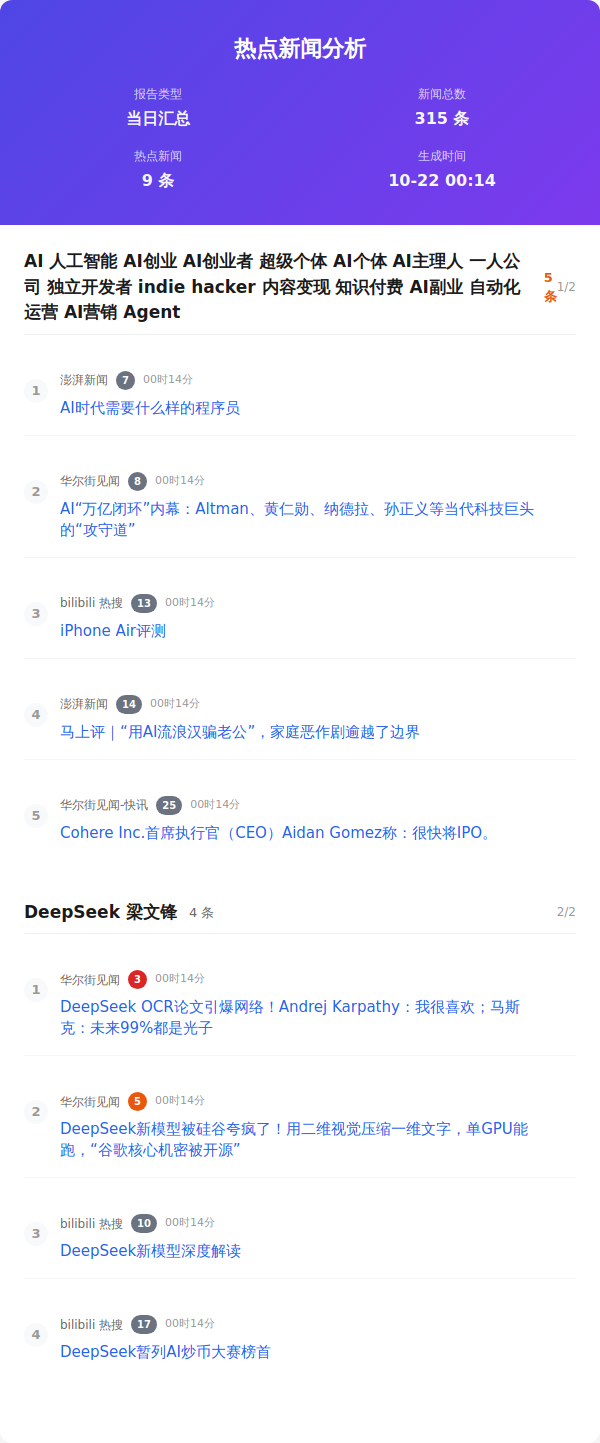 热点新闻分析
报告类型
新闻总数
当日汇总
315 条
热点新闻
生成时间
9 条
10-22 00:14
AI 人工智能 AI创业 AI创业者 超级个体 AI个体 AI主理人 一人公
司 独立开发者 indie hacker 内容变现 知识付费 AI副业 自动化
运营 AI营销 Agent
5
条
1/2
1
澎湃新闻 7 00时14分
AI时代需要什么样的程序员
2
华尔街见闻 8 00时14分
AI“万亿闭环”内幕：Altman、黄仁勋、纳德拉、孙正义等当代科技巨头
的“攻守道”
3
bilibili 热搜 13 00时14分
iPhone Air评测
4
澎湃新闻 14 00时14分
马上评｜“用AI流浪汉骗老公”，家庭恶作剧逾越了边界
5
华尔街见闻-快讯 25 00时14分
Cohere Inc.首席执行官（CEO）Aidan Gomez称：很快将IPO。
DeepSeek 梁文锋 4 条 2/2
1
华尔街见闻 3 00时14分
DeepSeek OCR论文引爆网络！Andrej Karpathy：我很喜欢；马斯
克：未来99%都是光子
2
华尔街见闻 5 00时14分
DeepSeek新模型被硅谷夸疯了！用二维视觉压缩一维文字，单GPU能
跑，“谷歌核心机密被开源”
3
bilibili 热搜 10 00时14分
DeepSeek新模型深度解读
4
bilibili 热搜 17 00时14分
DeepSeek暂列AI炒币大赛榜首